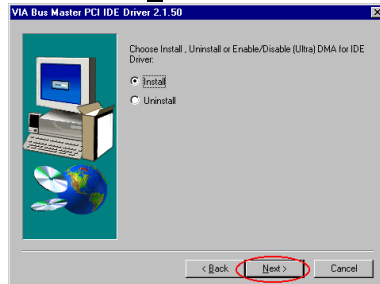 VIA Bus Master PCI IDE Driver 2.1.50
Choose Install , Uninstall or Enable/Disable (Ultra) DMA for IDE
Driver:
Install
Uninstall
< Back
Next >
Cancel